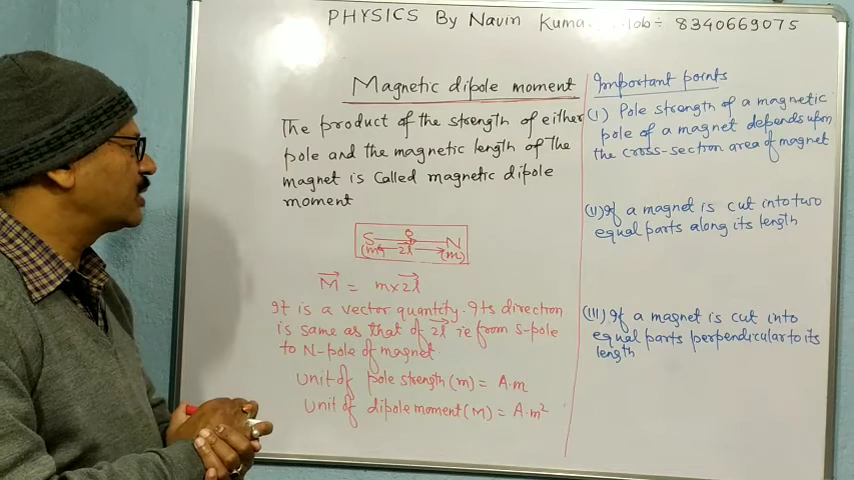 PHYSICS By Navin Kumar Mob÷ 8340669075
Magnetic dipole moment
The product of the strength of either
pole and the magnetic length of the
magnet is called magnetic dipole
moment
S N
(m) 2l (m)
M = m×2l
It is a vector quantity. Its direction
is same as that of 2l ie from S-pole
to N-pole of magnet.
Unit of pole strength (m) = A.m
Unit of dipole moment (M) = A.m²
Important points
(I) Pole strength of a magnetic
pole of a magnet depends upon
the cross-section area of magnet
(II) If a magnet is cut into two
equal parts along its length
(III) If a magnet is cut into
equal parts perpendicular to its
length